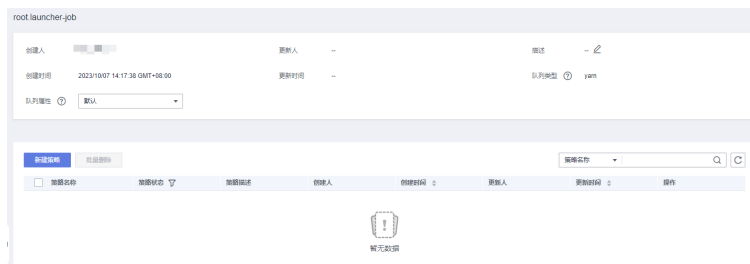 root.launcher-job
创建人 更新人 -- 描述 --
创建时间 2023/10/07 14:17:38 GMT+08:00 更新时间 -- 队列类型 yarn
队列属性 默认
新建策略 批量删除 策略名称
策略名称 策略状态 策略描述 创建人 创建时间 更新人 更新时间 操作
暂无数据